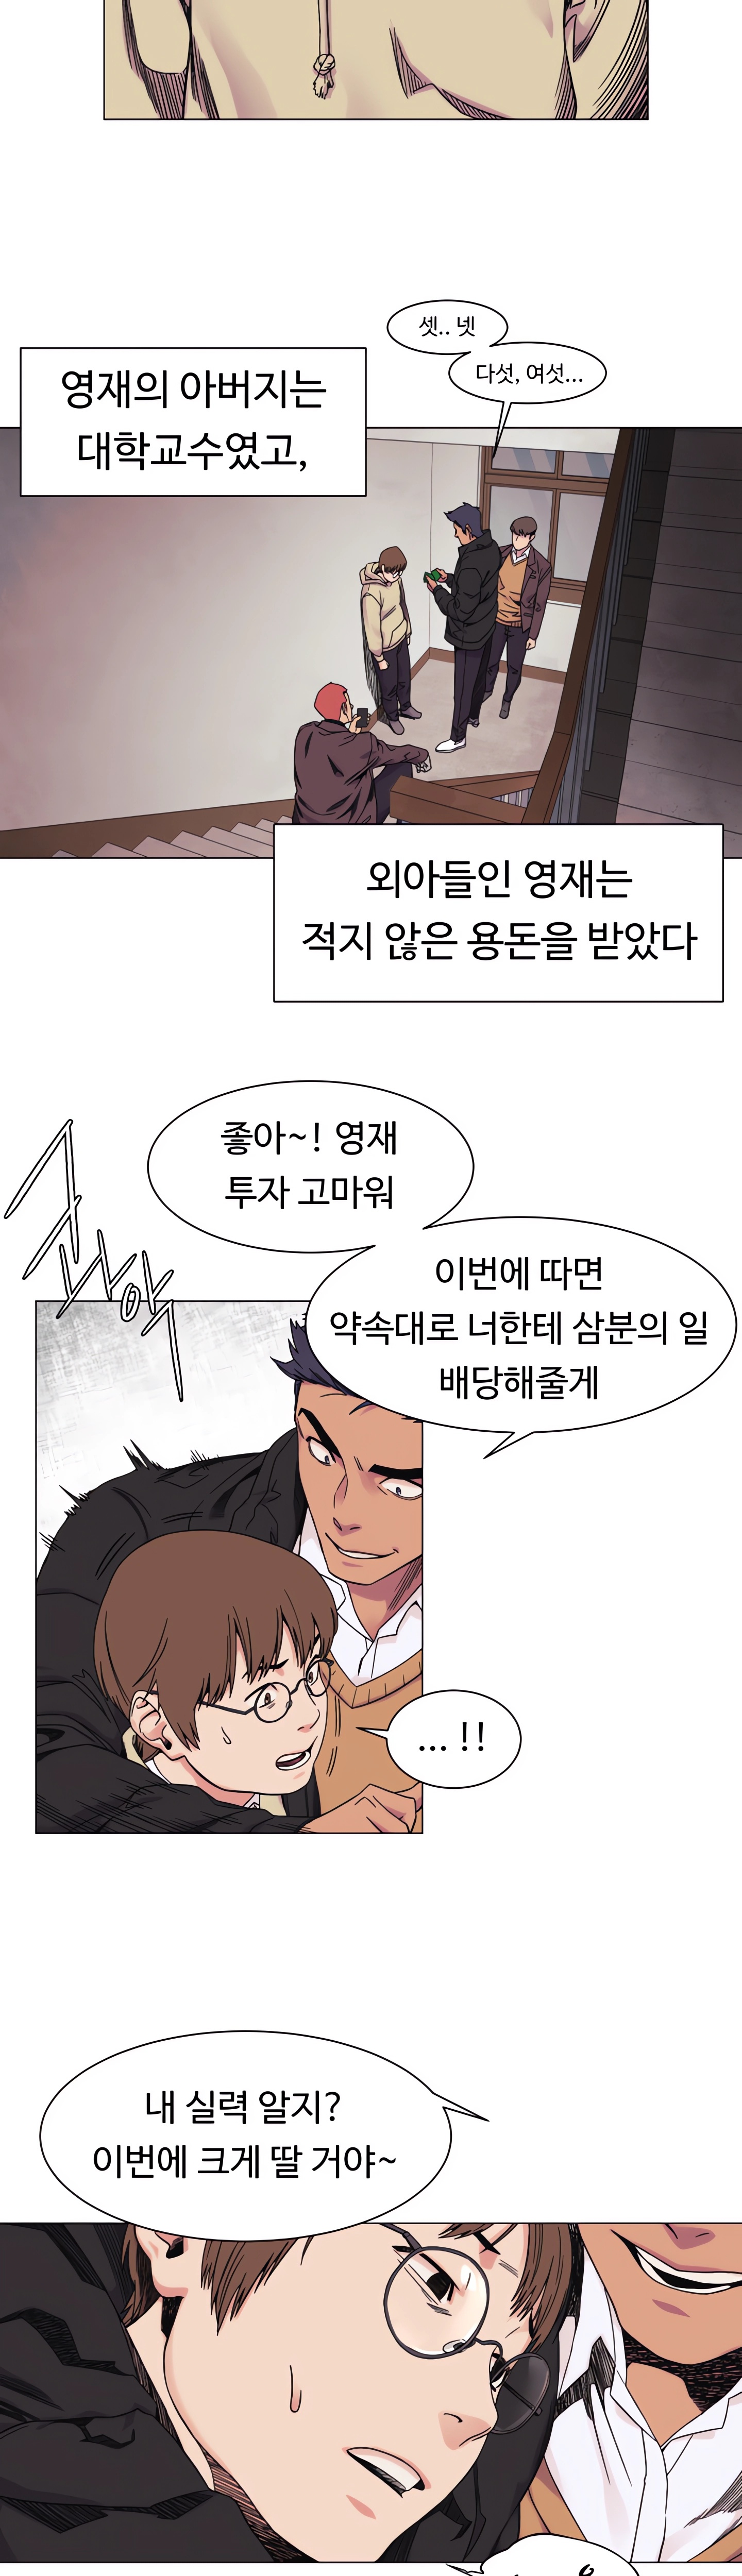 셋.. 넷
다섯, 여섯...
영재의 아버지는
대학교수였고,
외아들인 영재는
적지 않은 용돈을 받았다
좋아~! 영재
투자 고마워
이번에 따면
약속대로 너한테 삼분의 일
배당해줄게
... !!
내 실력 알지?
이번에 크게 딸 거야~